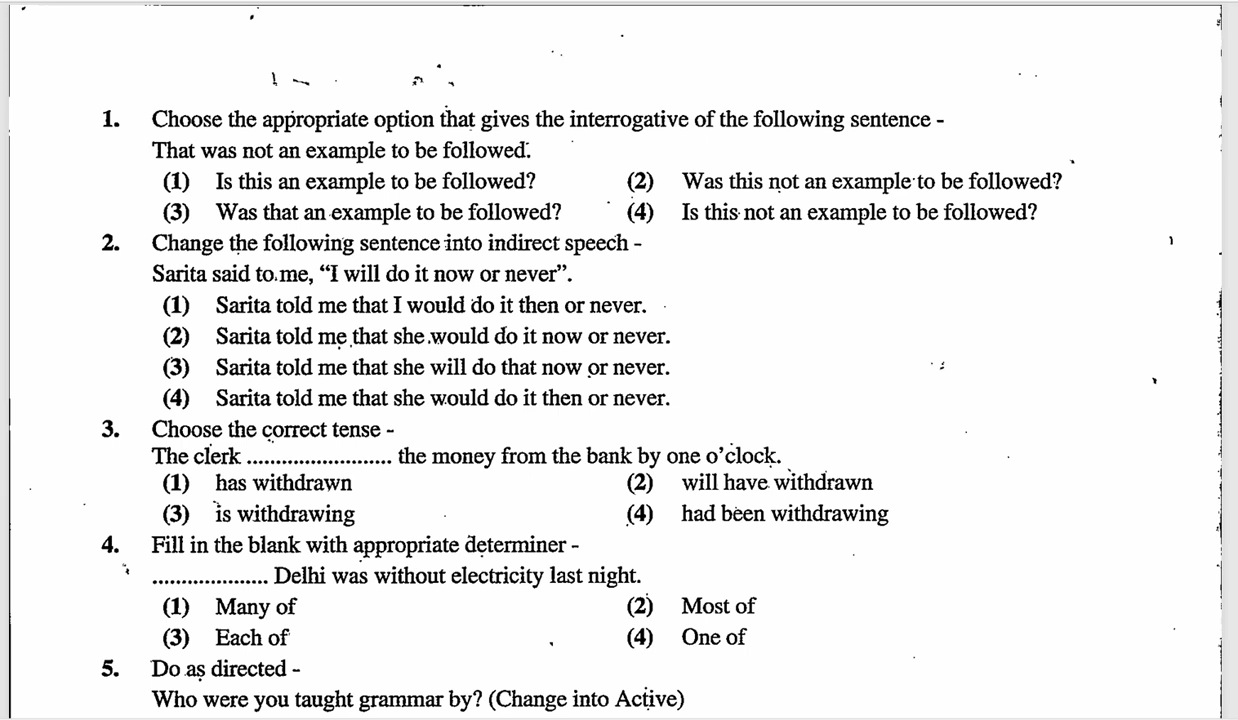 1. Choose the appropriate option that gives the interrogative of the following sentence -
That was not an example to be followed.
(1) Is this an example to be followed? (2) Was this not an example to be followed?
(3) Was that an example to be followed? (4) Is this not an example to be followed?
2. Change the following sentence into indirect speech -
Sarita said to me, “I will do it now or never”.
(1) Sarita told me that I would do it then or never.
(2) Sarita told me that she would do it now or never.
(3) Sarita told me that she will do that now or never.
(4) Sarita told me that she would do it then or never.
3. Choose the correct tense -
The clerk ......................... the money from the bank by one o’clock.
(1) has withdrawn (2) will have withdrawn
(3) is withdrawing (4) had been withdrawing
4. Fill in the blank with appropriate determiner -
.................... Delhi was without electricity last night.
(1) Many of (2) Most of
(3) Each of (4) One of
5. Do as directed -
Who were you taught grammar by? (Change into Active)